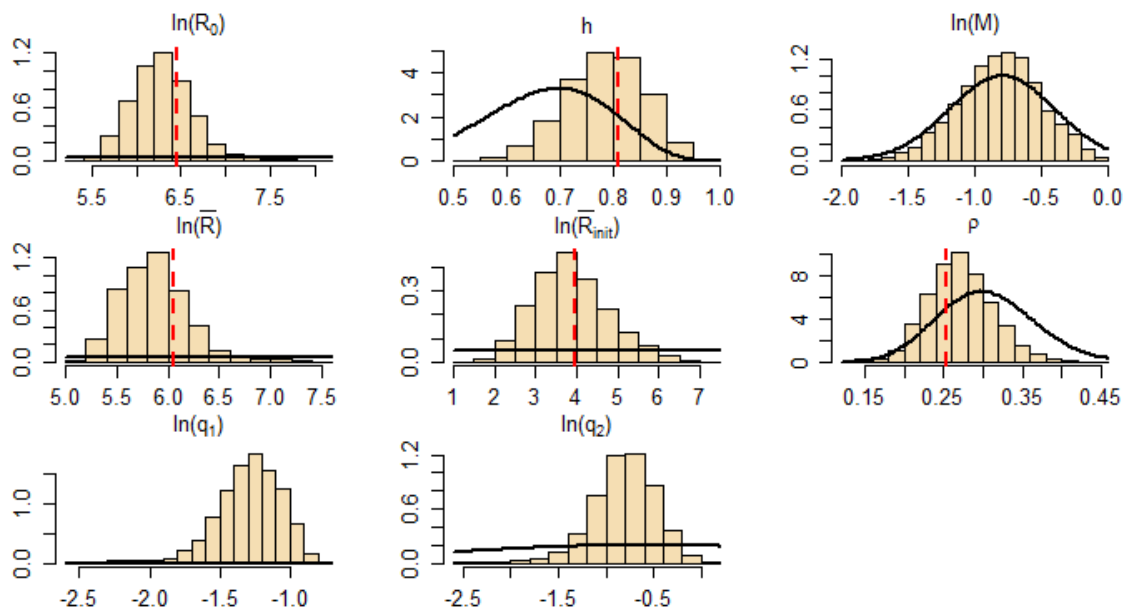 ln(R₀)
0.0 0.6 1.2
5.5 6.5 7.5
h
0 2 4
0.5 0.6 0.7 0.8 0.9 1.0
ln(M)
0.0 0.6 1.2
-2.0 -1.5 -1.0 -0.5 0.0
ln(R̅)
0.0 0.6 1.2
5.0 5.5 6.0 6.5 7.0 7.5
ln(R̅init)
0.0 0.3
1 2 3 4 5 6 7
ρ
0 4 8
0.15 0.25 0.35 0.45
ln(q₁)
0.0 1.0
-2.5 -2.0 -1.5 -1.0
ln(q₂)
0.0 0.6 1.2
-2.5 -1.5 -0.5